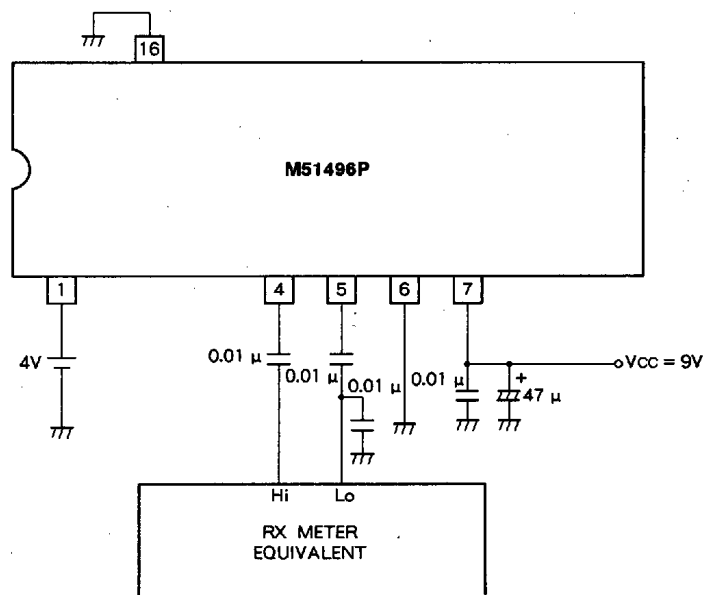 16
M51496P
1
4
5
6
7
4V
0.01 μ
0.01 μ
0.01 μ
0.01 μ
+
47 μ
VCC = 9V
Hi
Lo
RX METER
EQUIVALENT